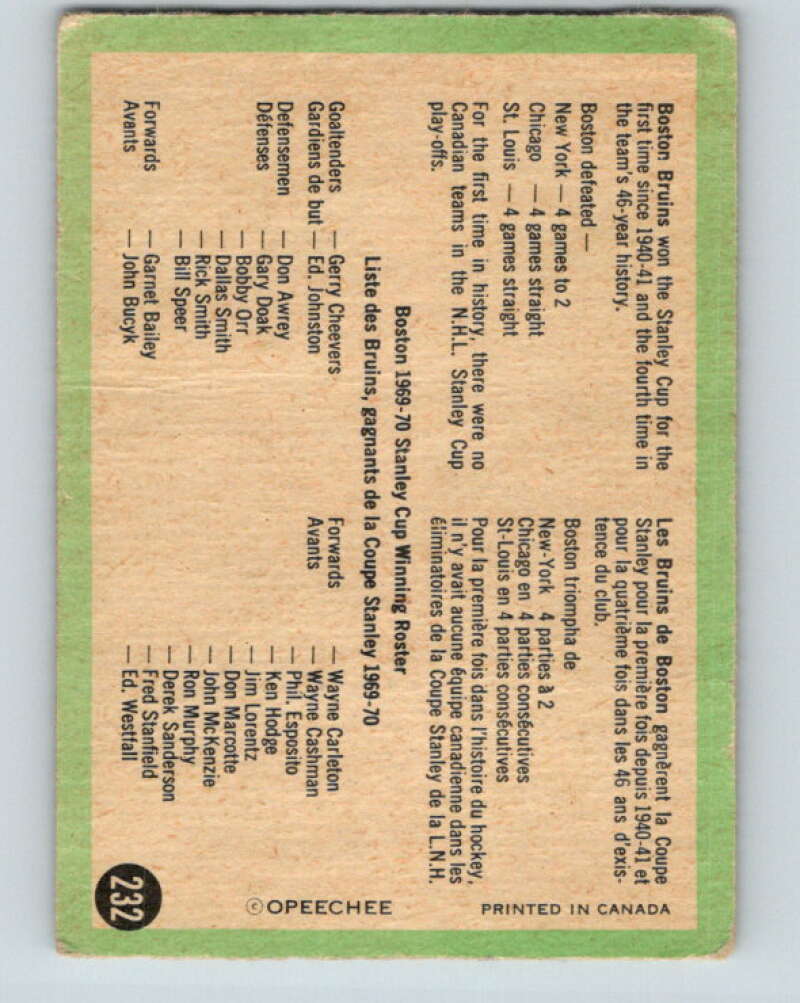 Boston Bruins won the Stanley Cup for the
first time since 1940-41 and the fourth time in
the team's 46-year history.
Boston defeated —
New York — 4 games to 2
Chicago — 4 games straight
St. Louis — 4 games straight
For the first time in history, there were no
Canadian teams in the N.H.L. Stanley Cup
play-offs.
Les Bruins de Boston gagnèrent la Coupe
Stanley pour la première fois depuis 1940-41 et
pour la quatrième fois dans les 46 ans d'exis-
tence du club.
Boston triompha de
New-York 4 parties à 2
Chicago en 4 parties consécutives
St-Louis en 4 parties consécutives
Pour la première fois dans l'histoire du hockey,
il n'y avait aucune équipe canadienne dans les
éliminatoires de la Coupe Stanley de la L.N.H.
Boston 1969-70 Stanley Cup Winning Roster
Liste des Bruins, gagnants de la Coupe Stanley 1969-70
Goaltenders — Gerry Cheevers
Gardiens de but — Ed. Johnston
Defensemen — Don Awrey
Défenses — Gary Doak
— Bobby Orr
— Dallas Smith
— Rick Smith
— Bill Speer
Forwards — Garnet Bailey
Avants — John Bucyk
Forwards — Wayne Carleton
Avants — Wayne Cashman
— Phil. Esposito
— Ken Hodge
— Jim Lorentz
— Don Marcotte
— John McKenzie
— Ron Murphy
— Derek Sanderson
— Fred Stanfield
— Ed. Westfall
PRINTED IN CANADA
© OPEECHEE
232